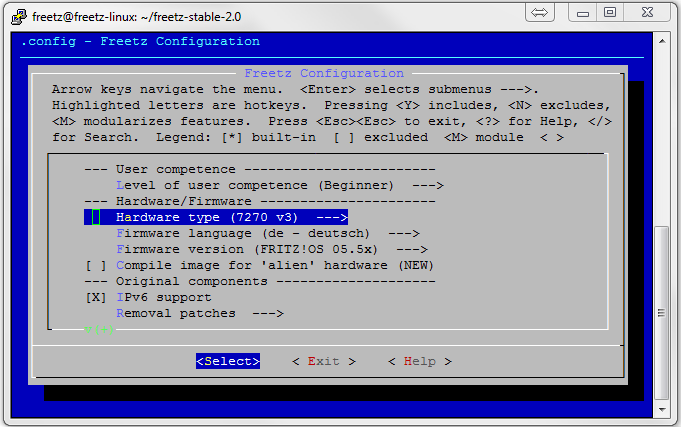 freetz@freetz-linux: ~/freetz-stable-2.0
.config - Freetz Configuration
Freetz Configuration
Arrow keys navigate the menu.  <Enter> selects submenus --->.
Highlighted letters are hotkeys.  Pressing <Y> includes, <N> excludes,
<M> modularizes features.  Press <Esc><Esc> to exit, <?> for Help, </>
for Search.  Legend: [*] built-in  [ ] excluded  <M> module  < >
--- User competence ------------------------
Level of user competence (Beginner)  --->
--- Hardware/Firmware ----------------------
Hardware type (7270 v3)  --->
Firmware language (de - deutsch)  --->
Firmware version (FRITZ!OS 05.5x)  --->
[ ] Compile image for 'alien' hardware (NEW)
--- Original components --------------------
[X] IPv6 support
Removal patches  --->
<Select>    < Exit >    < Help >